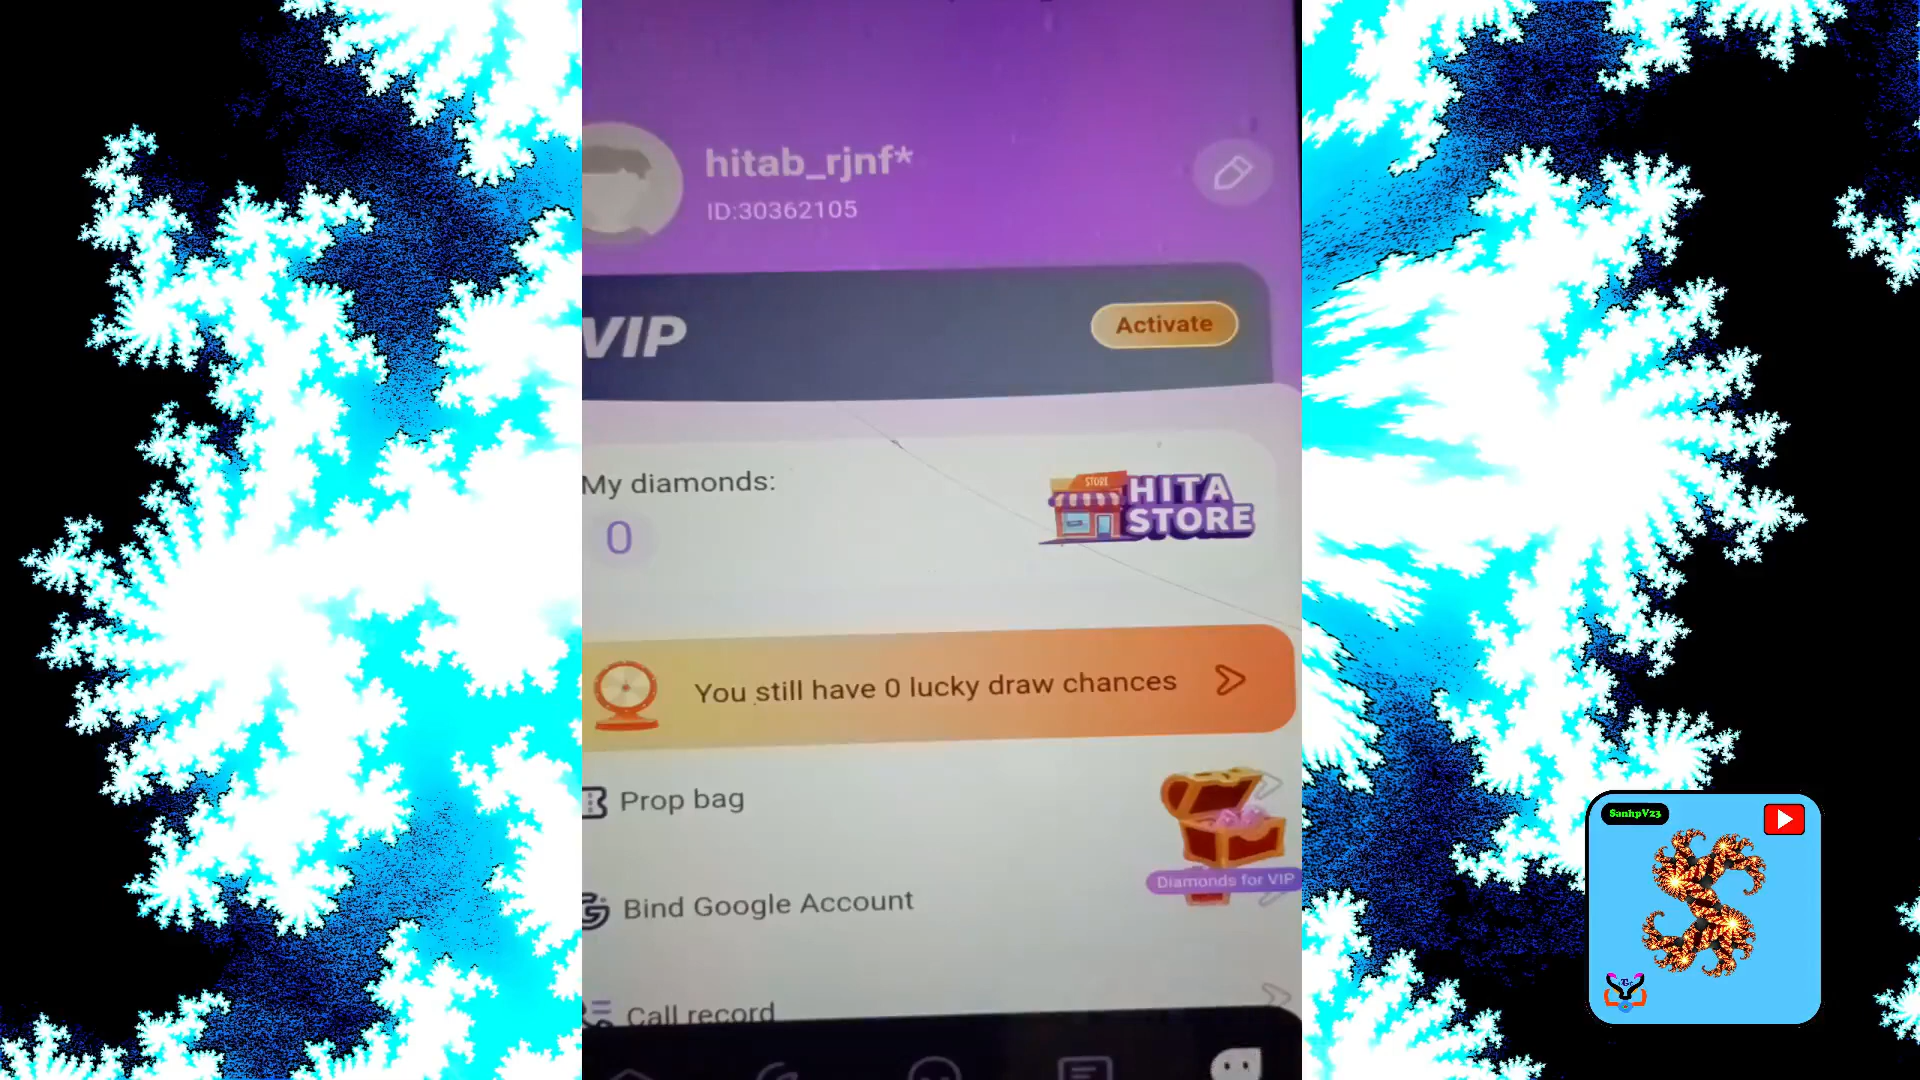 hitab_rjnf*
ID:30362105
VIP
Activate
My diamonds:
0
STORE
HITA
STORE
You still have 0 lucky draw chances
Prop bag
Diamonds for VIP
Bind Google Account
Call record
SanhpV23